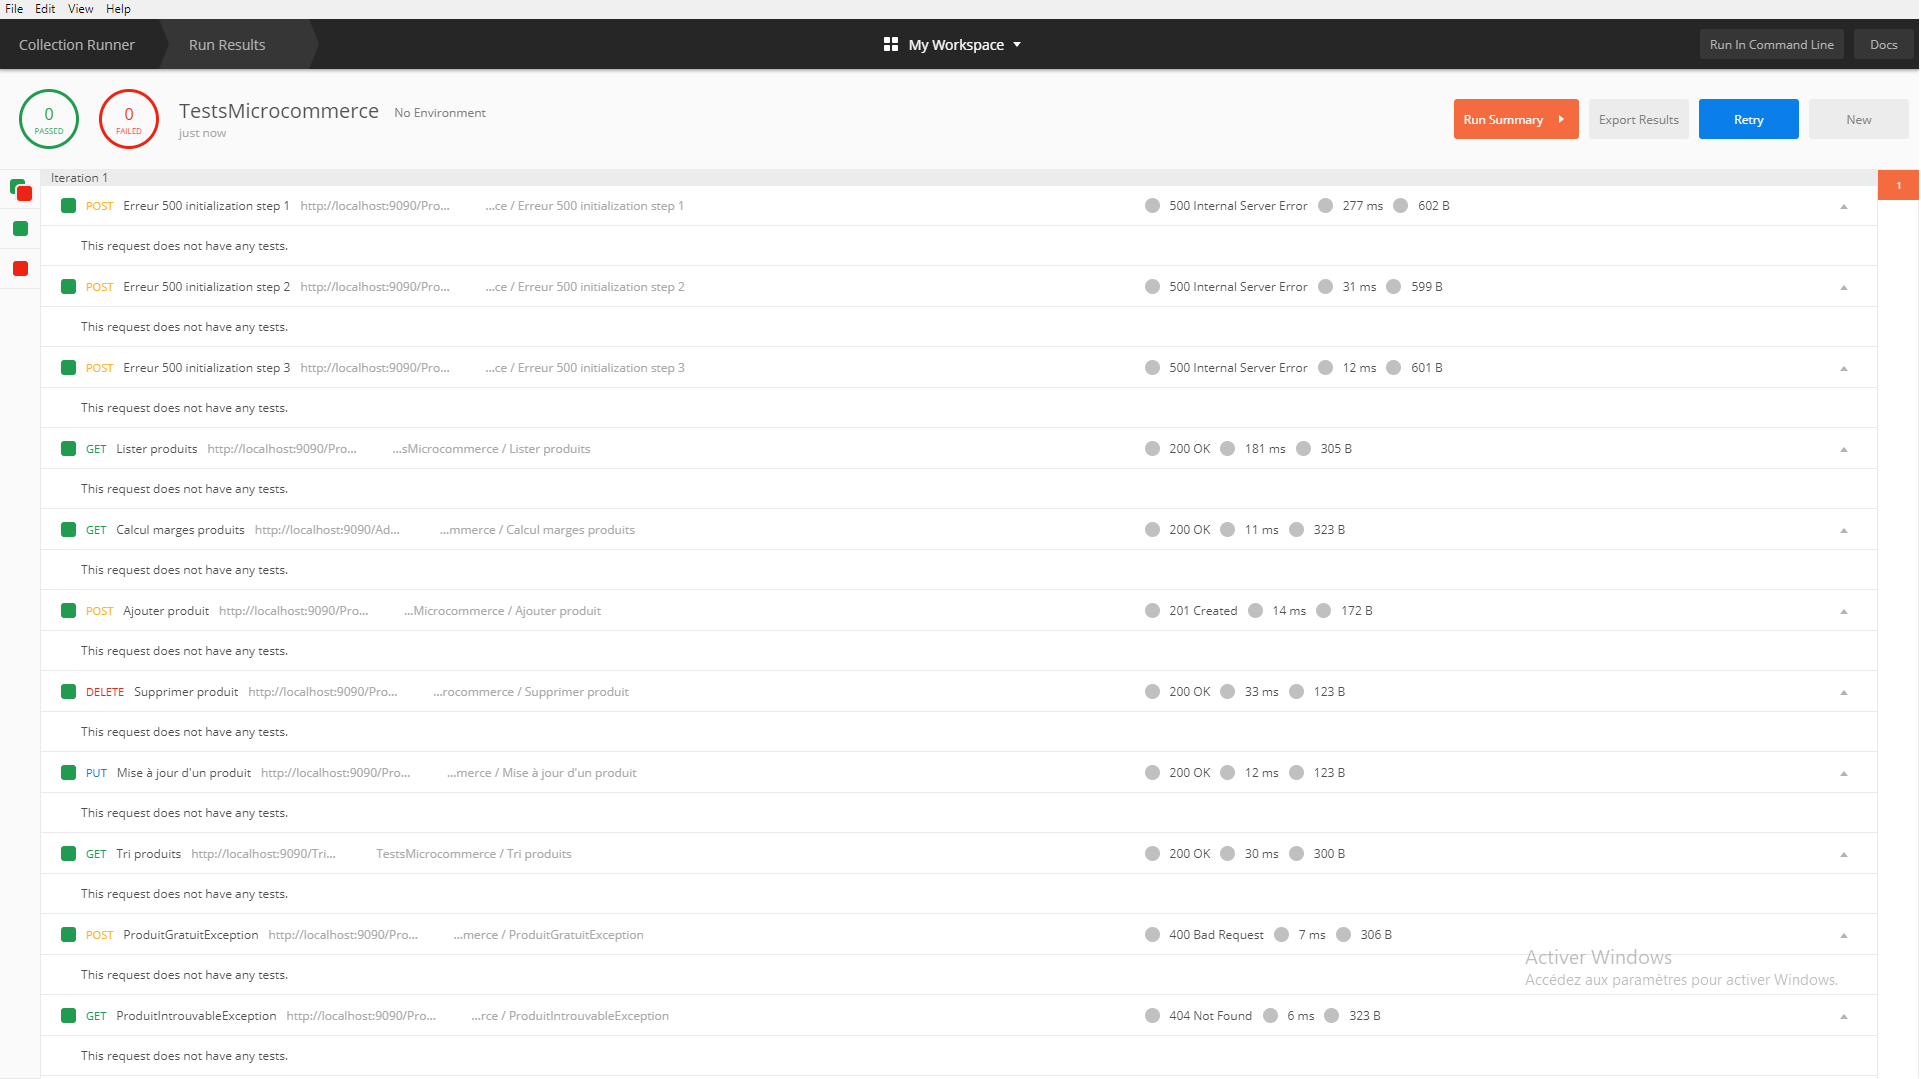 File Edit View Help
Collection Runner Run Results My Workspace Run In Command Line Docs
0 PASSED 0 FAILED TestsMicrocommerce No Environment
just now
Run Summary Export Results Retry New
Iteration 1
1
POST Erreur 500 initialization step 1 http://localhost:9090/Pro... ...ce / Erreur 500 initialization step 1 500 Internal Server Error 277 ms 602 B
This request does not have any tests.
POST Erreur 500 initialization step 2 http://localhost:9090/Pro... ...ce / Erreur 500 initialization step 2 500 Internal Server Error 31 ms 599 B
This request does not have any tests.
POST Erreur 500 initialization step 3 http://localhost:9090/Pro... ...ce / Erreur 500 initialization step 3 500 Internal Server Error 12 ms 601 B
This request does not have any tests.
GET Lister produits http://localhost:9090/Pro... ...sMicrocommerce / Lister produits 200 OK 181 ms 305 B
This request does not have any tests.
GET Calcul marges produits http://localhost:9090/Ad... ...mmerce / Calcul marges produits 200 OK 11 ms 323 B
This request does not have any tests.
POST Ajouter produit http://localhost:9090/Pro... ...Microcommerce / Ajouter produit 201 Created 14 ms 172 B
This request does not have any tests.
DELETE Supprimer produit http://localhost:9090/Pro... ...rocommerce / Supprimer produit 200 OK 33 ms 123 B
This request does not have any tests.
PUT Mise à jour d'un produit http://localhost:9090/Pro... ...merce / Mise à jour d'un produit 200 OK 12 ms 123 B
This request does not have any tests.
GET Tri produits http://localhost:9090/Tri... TestsMicrocommerce / Tri produits 200 OK 30 ms 300 B
This request does not have any tests.
POST ProduitGratuitException http://localhost:9090/Pro... ...merce / ProduitGratuitException 400 Bad Request 7 ms 306 B
Activer Windows
This request does not have any tests.
Accédez aux paramètres pour activer Windows.
GET ProduitIntrouvableException http://localhost:9090/Pro... ...rce / ProduitIntrouvableException 404 Not Found 6 ms 323 B
This request does not have any tests.